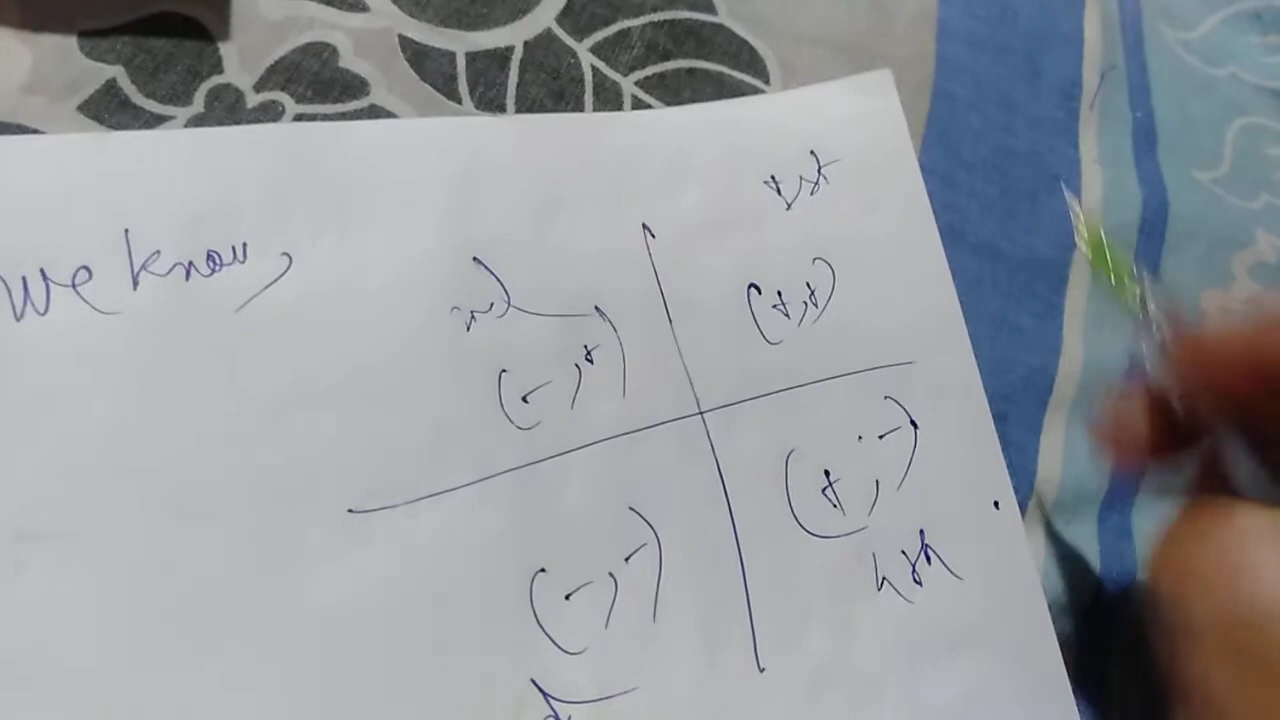 We know,
1st
2nd
(+,+)
(-,+)
(+,-)
4th
(-,-)